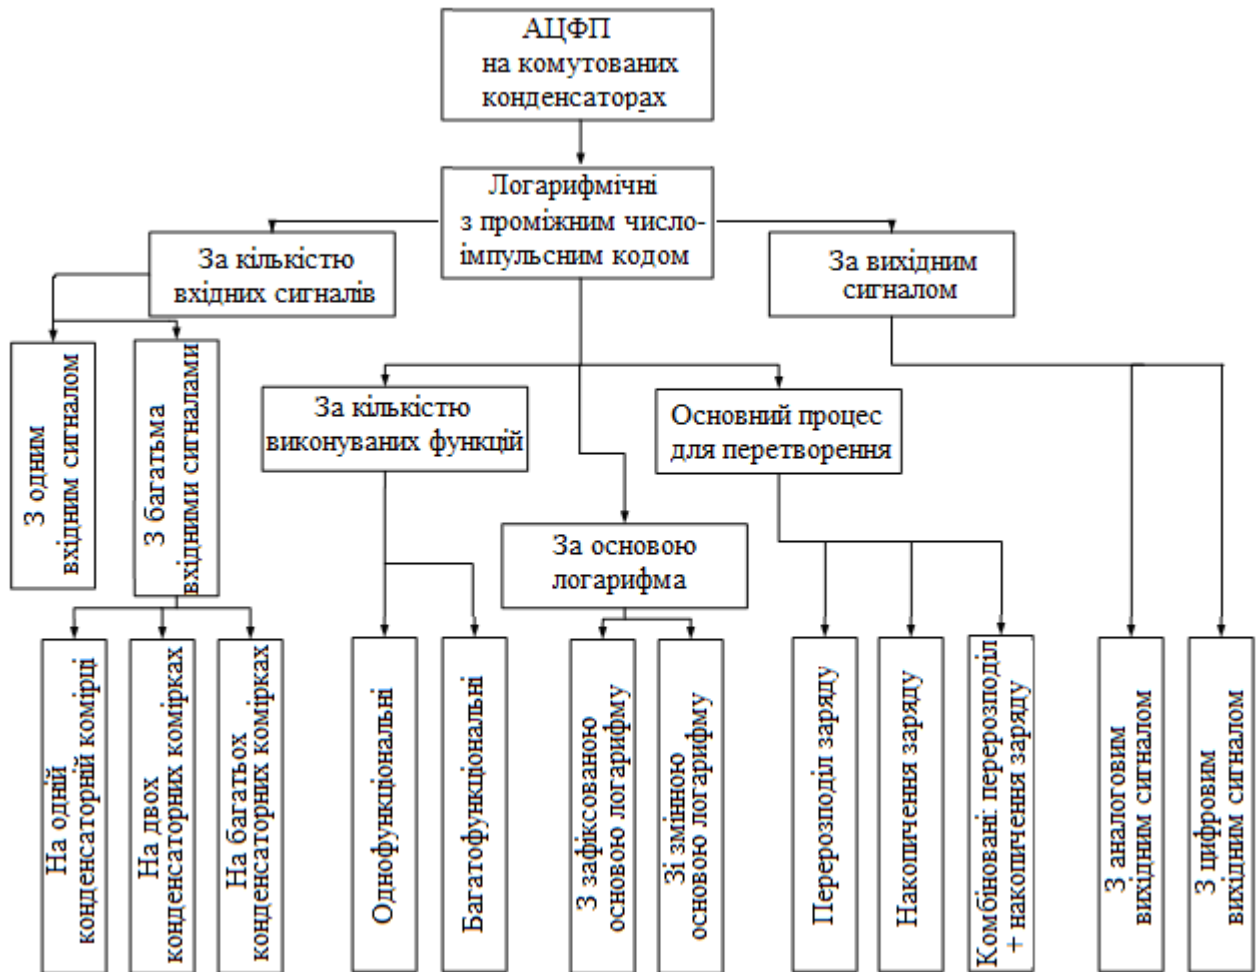 АЦФП
на комутованих
конденсаторах
Логарифмічні
з проміжним число-
імпульсним кодом
За кількістю
вхідних сигналів
За вихідним
сигналом
З одним
вхідним сигналом
З багатьма
вхідними сигналами
За кількістю
виконуваних функцій
Основний процес
для перетворення
За основою
логарифма
На одній
конденсаторній комірці
На двох
конденсаторних комірках
На багатьох
конденсаторних комірках
Однофункціональні
Багатофункціональні
З зафіксованою
основою логарифму
Зі змінною
основою логарифму
Перерозподіл заряду
Накопичення заряду
Комбіновані перерозподіл
+ накопичення заряду
З аналоговим
вихідним сигналом
З цифровим
вихідним сигналом